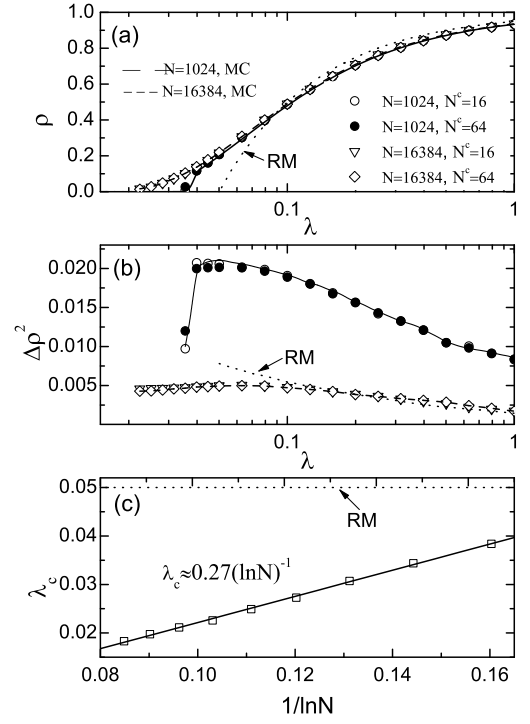 (a)
N=1024, MC
N=16384, MC
N=1024, N^c=16
N=1024, N^c=64
N=16384, N^c=16
N=16384, N^c=64
RM
ρ
1.0
0.8
0.6
0.4
0.2
0.0
0.1
1
λ
(b)
RM
Δρ²
0.020
0.015
0.010
0.005
0.1
1
λ
(c)
RM
λ_c≈0.27(lnN)^-1
λ_c
0.05
0.04
0.03
0.02
0.08
0.10
0.12
0.14
0.16
1/lnN